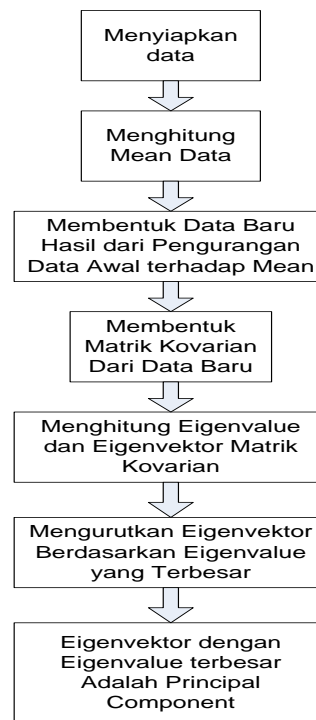 Menyiapkan
data
Menghitung
Mean Data
Membentuk Data Baru
Hasil dari Pengurangan
Data Awal terhadap Mean
Membentuk
Matrik Kovarian
Dari Data Baru
Menghitung Eigenvalue
dan Eigenvektor Matrik
Kovarian
Mengurutkan Eigenvektor
Berdasarkan Eigenvalue
yang Terbesar
Eigenvektor dengan
Eigenvalue terbesar
Adalah Principal
Component